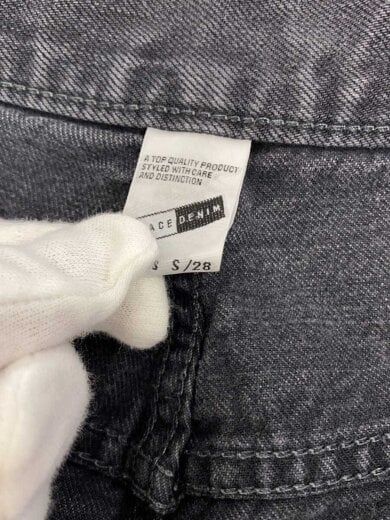 A TOP QUALITY PRODUCT
STYLED WITH CARE
AND DISTINCTION
ACE DENIM
S/28